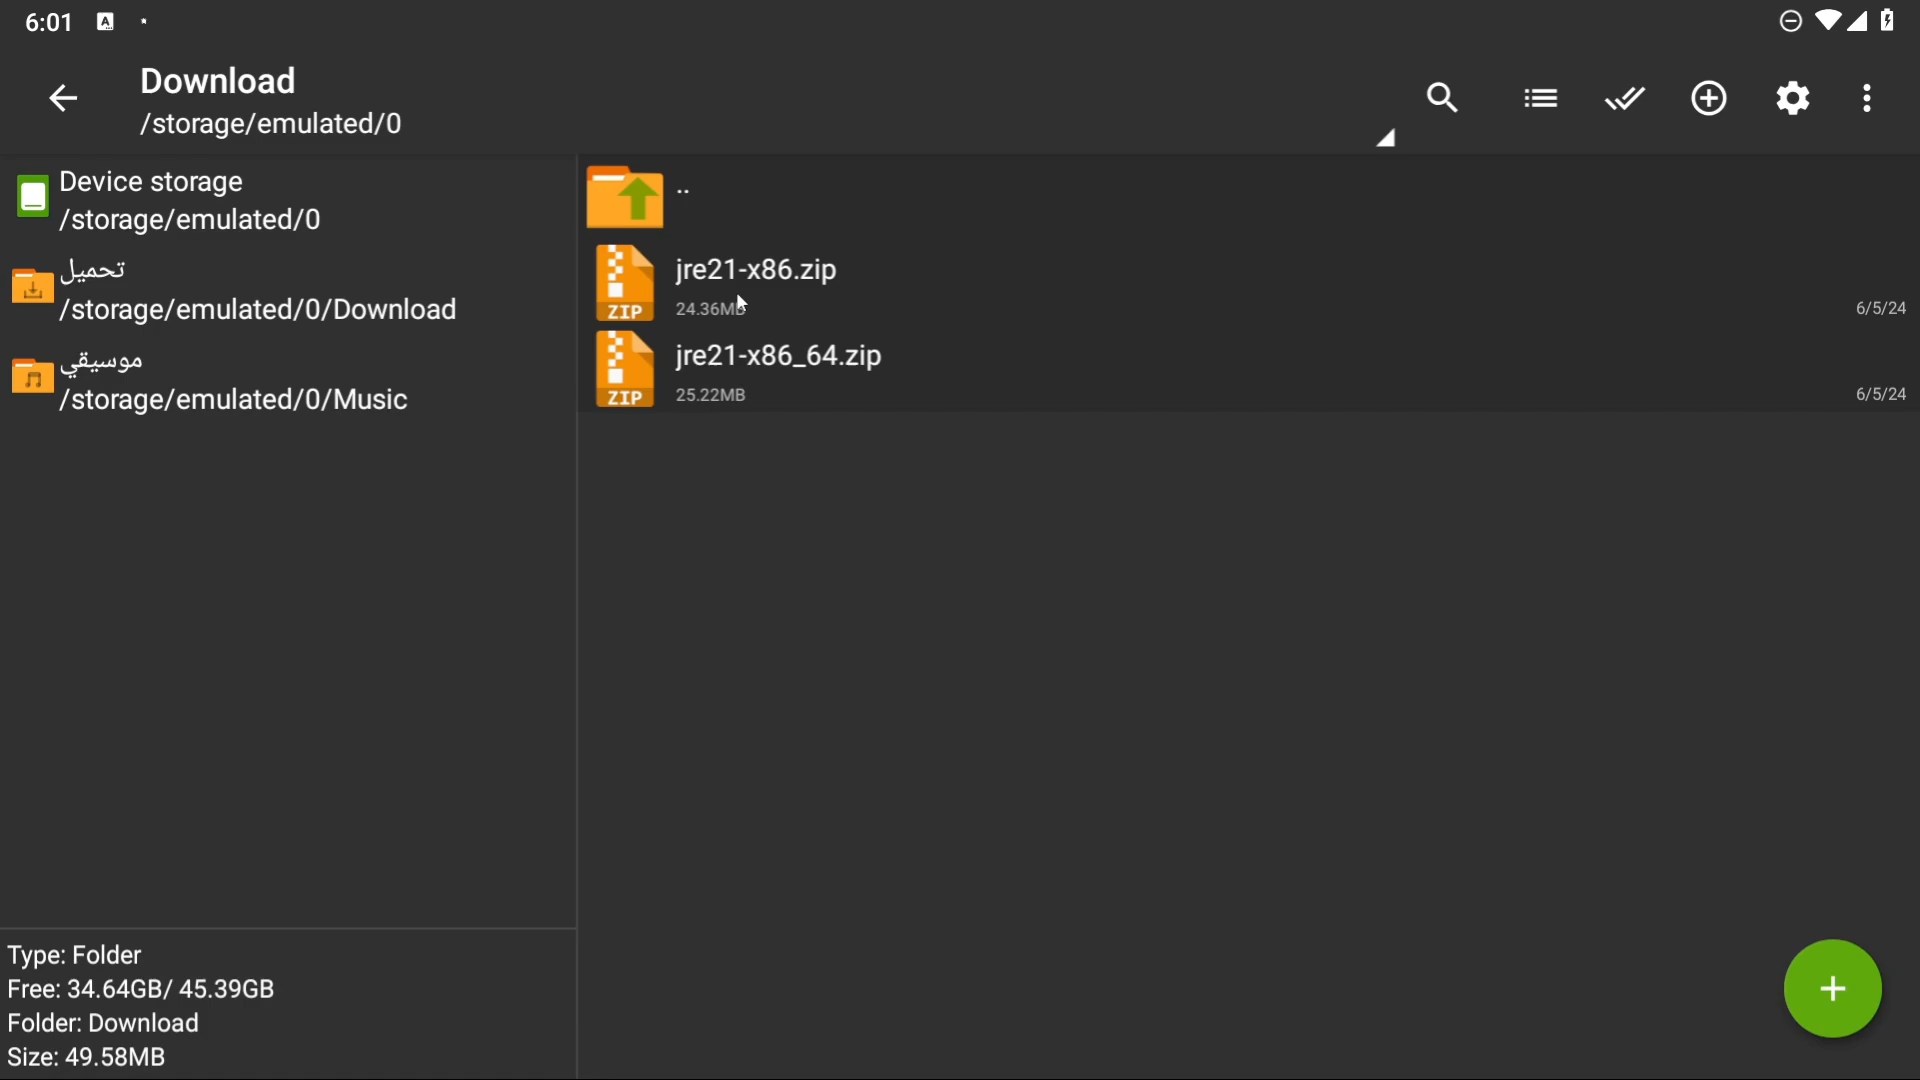 6:01
Download
/storage/emulated/0
Device storage
/storage/emulated/0
تحميل
/storage/emulated/0/Download
موسيقي
/storage/emulated/0/Music
..
jre21-x86.zip
ZIP
24.36MB
6/5/24
jre21-x86_64.zip
ZIP
25.22MB
6/5/24
Type: Folder
Free: 34.64GB/ 45.39GB
Folder: Download
Size: 49.58MB